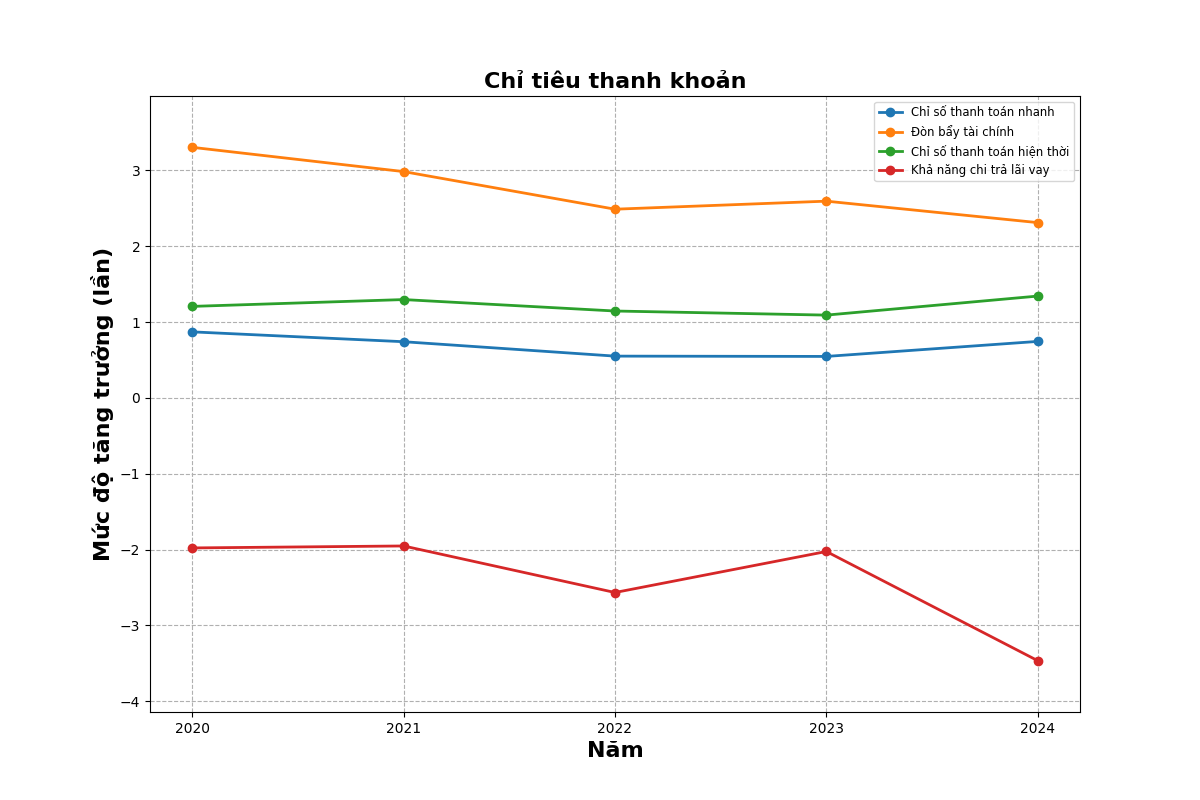 Chỉ tiêu thanh khoản
Chỉ số thanh toán nhanh
Đòn bẩy tài chính
Chỉ số thanh toán hiện thời
Khả năng chi trả lãi vay
Mức độ tăng trưởng (lần)
3
2
1
0
−1
−2
−3
−4
2020
2021
2022
2023
2024
Năm